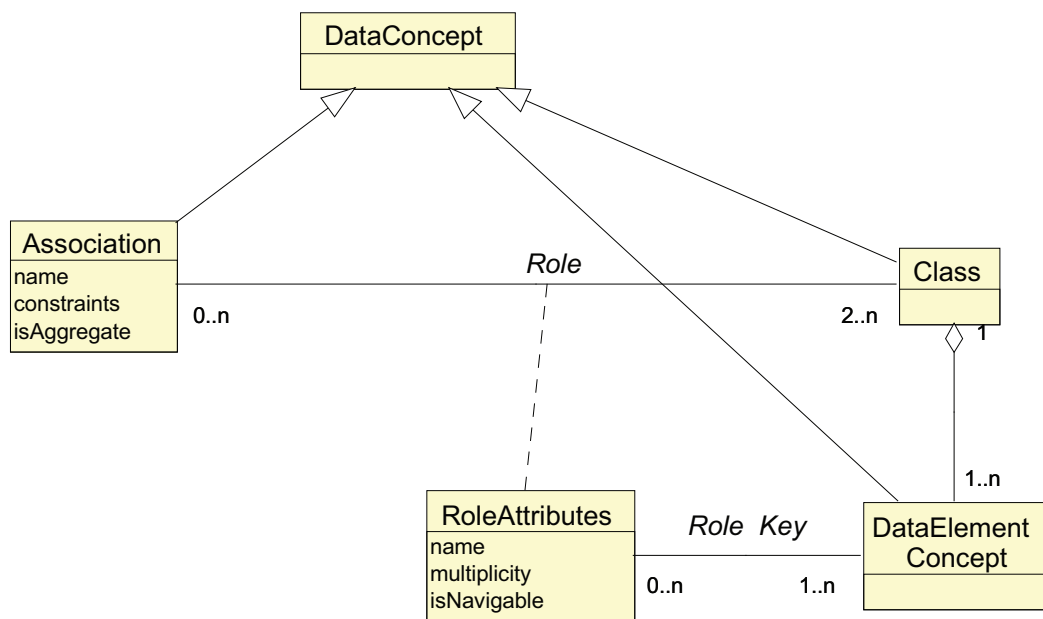 DataConcept
Association
name
constraints
isAggregate
Role
0..n
2..n
Class
1
1..n
RoleAttributes
name
multiplicity
isNavigable
Role Key
0..n
1..n
DataElement
Concept